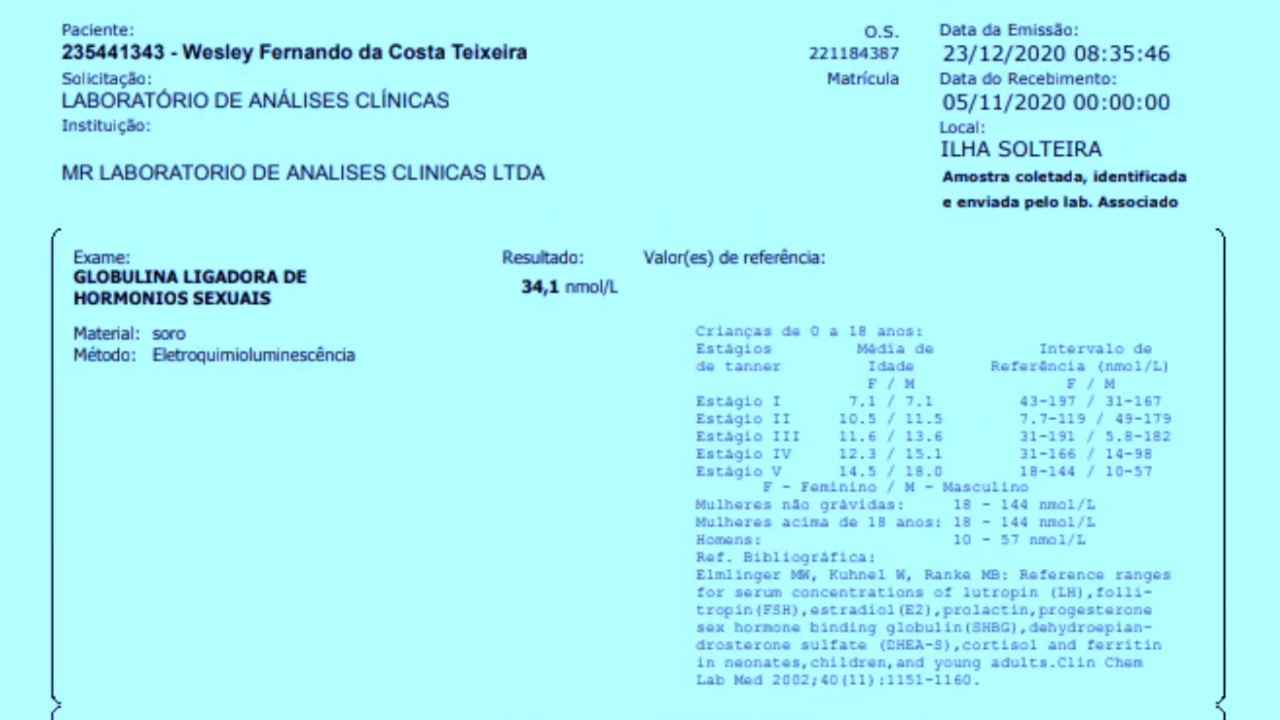 Paciente:
235441343 - Wesley Fernando da Costa Teixeira
Solicitação:
LABORATÓRIO DE ANÁLISES CLÍNICAS
Instituição:
MR LABORATORIO DE ANALISES CLINICAS LTDA
O.S.
221184387
Matrícula
Data da Emissão:
23/12/2020 08:35:46
Data do Recebimento:
05/11/2020 00:00:00
Local:
ILHA SOLTEIRA
Amostra coletada, identificada
e enviada pelo lab. Associado
Exame:
GLOBULINA LIGADORA DE
HORMONIOS SEXUAIS
Resultado:
34,1 nmol/L
Valor(es) de referência:
Material: soro
Método: Eletroquimioluminescência
Crianças de 0 a 18 anos:
Estágios Média de Intervalo de
de tanner Idade Referência (nmol/L)
F / M F / M
Estágio I 7.1 / 7.1 43-197 / 31-167
Estágio II 10.5 / 11.5 7.7-119 / 49-179
Estágio III 11.6 / 13.6 31-191 / 5.8-182
Estágio IV 12.3 / 15.1 31-166 / 14-98
Estágio V 14.5 / 18.0 18-144 / 10-57
F - Feminino / M - Masculino
Mulheres não grávidas: 18 - 144 nmol/L
Mulheres acima de 18 anos: 18 - 144 nmol/L
Homens: 10 - 57 nmol/L
Ref. Bibliográfica:
Elmlinger MW, Kuhnel W, Ranke MB: Reference ranges
for serum concentrations of lutropin (LH),folli-
tropin(FSH),estradiol(E2),prolactin,progesterone
sex hormone binding globulin(SHBG),dehydroepian-
drosterone sulfate (DHEA-S),cortisol and ferritin
in neonates,children,and young adults.Clin Chem
Lab Med 2002;40(11):1151-1160.